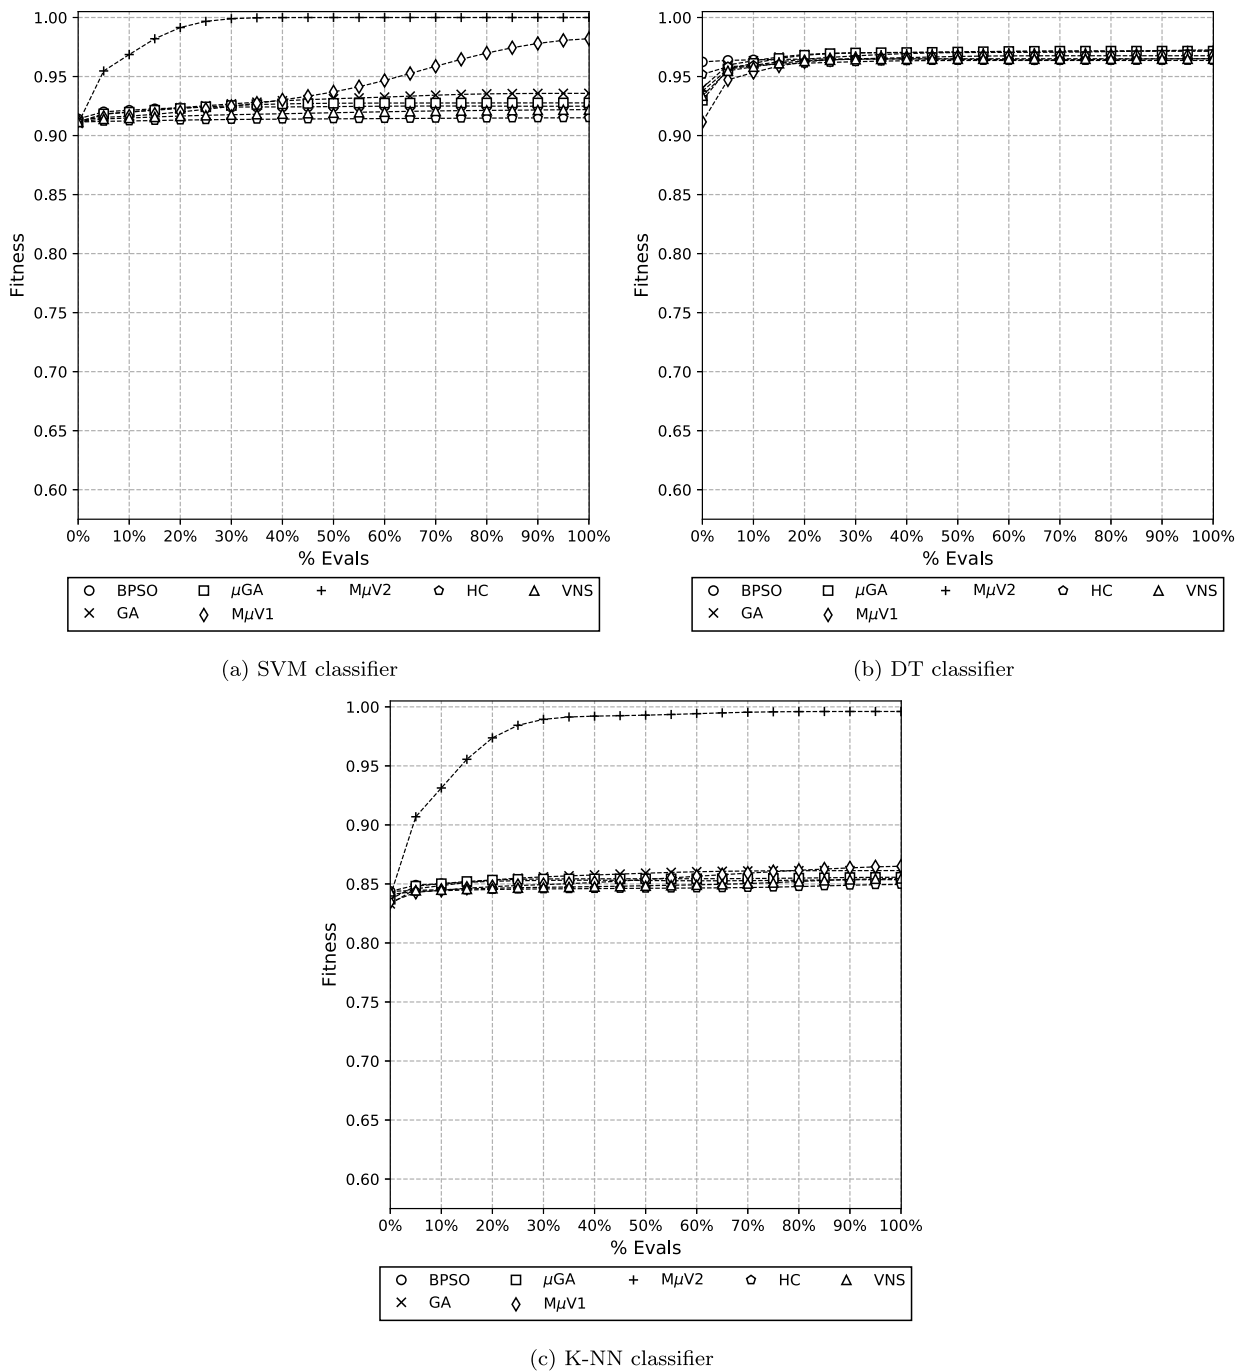 1.00
0.95
0.90
0.85
0.80
0.75
0.70
0.65
0.60
Fitness
0% 10% 20% 30% 40% 50% 60% 70% 80% 90% 100%
% Evals
BPSO μGA MμV2 HC VNS
GA MμV1
(a) SVM classifier
1.00
0.95
0.90
0.85
0.80
0.75
0.70
0.65
0.60
Fitness
0% 10% 20% 30% 40% 50% 60% 70% 80% 90% 100%
% Evals
BPSO μGA MμV2 HC VNS
GA MμV1
(b) DT classifier
1.00
0.95
0.90
0.85
0.80
0.75
0.70
0.65
0.60
Fitness
0% 10% 20% 30% 40% 50% 60% 70% 80% 90% 100%
% Evals
BPSO μGA MμV2 HC VNS
GA MμV1
(c) K-NN classifier